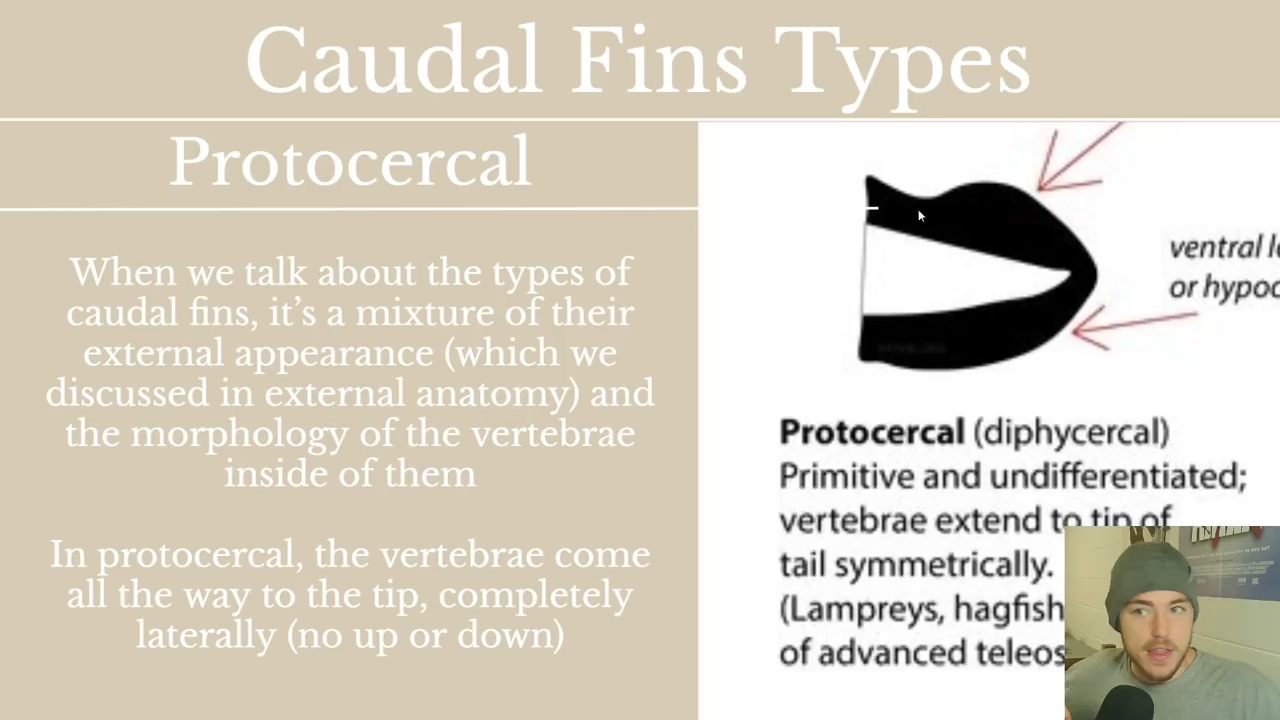 Caudal Fins Types
Protocercal
When we talk about the types of
caudal fins, it's a mixture of their
external appearance (which we
discussed in external anatomy) and
the morphology of the vertebrae
inside of them
In protocercal, the vertebrae come
all the way to the tip, completely
laterally (no up or down)
ventral
or
Protocercal (diphycercal)
Primitive and undifferentiated;
vertebrae extend to tip of
tail symmetrically.
(Lampreys, hagfish
of advanced